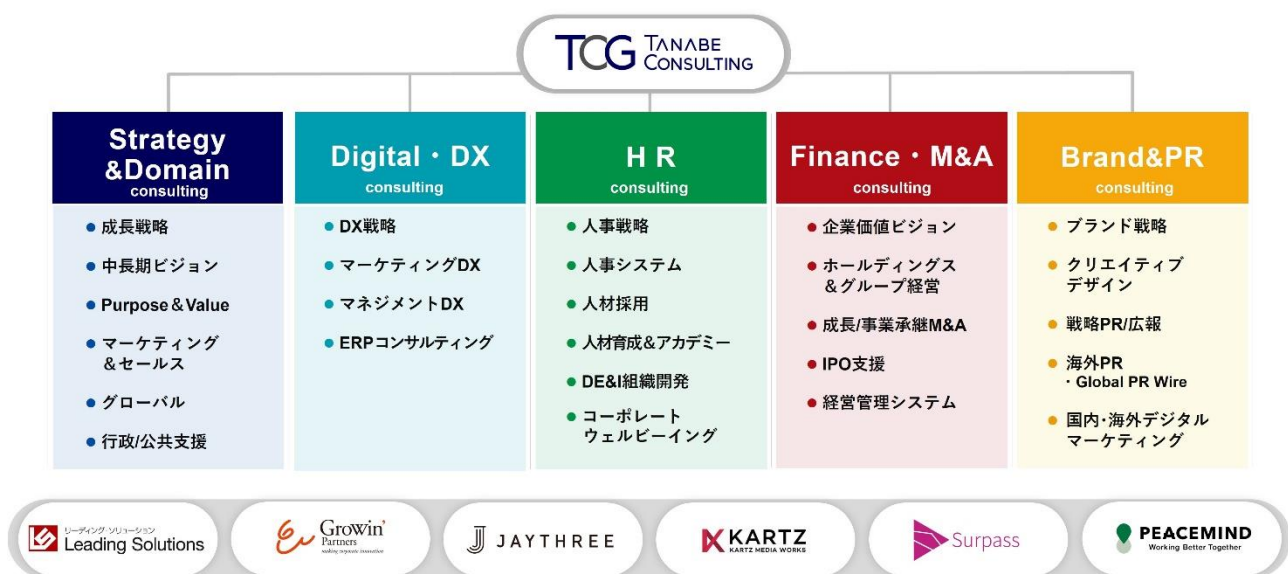 TCG TANABE CONSULTING
Strategy
&Domain
consulting
成長戦略
中長期ビジョン
Purpose＆Value
マーケティング
＆セールス
グローバル
行政/公共支援
Digital・DX
consulting
DX戦略
マーケティングDX
マネジメントDX
ERPコンサルティング
HR
consulting
人事戦略
人事システム
人材採用
人材育成&アカデミー
DE&I組織開発
コーポレート
ウェルビーイング
Finance・M&A
consulting
企業価値ビジョン
ホールディングス
＆グループ経営
成長/事業承継M&A
IPO支援
経営管理システム
Brand&PR
consulting
ブランド戦略
クリエイティブ
デザイン
戦略PR/広報
海外PR
・Global PR Wire
国内・海外デジタル
マーケティング
リーディング・ソリューション
Leading Solutions
Growin'
Partners
making corporate innovation
JAYTHREE
KARTZ
KARTZ MEDIA WORKS
Surpass
PEACEMIND
Working Better Together